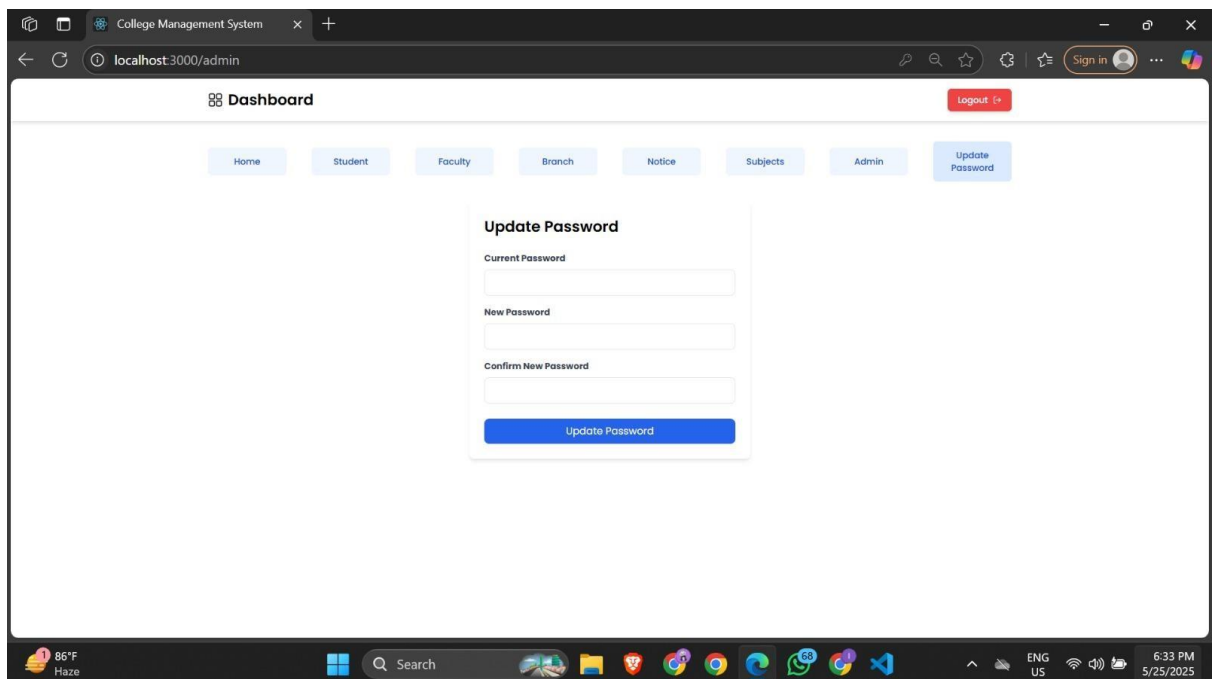 College Management System
localhost:3000/admin
Sign in
Dashboard
Logout
Home
Student
Faculty
Branch
Notice
Subjects
Admin
Update
Password
Update Password
Current Password
New Password
Confirm New Password
Update Password
1
86°F
Haze
Search
68
ENG
US
6:33 PM
5/25/2025